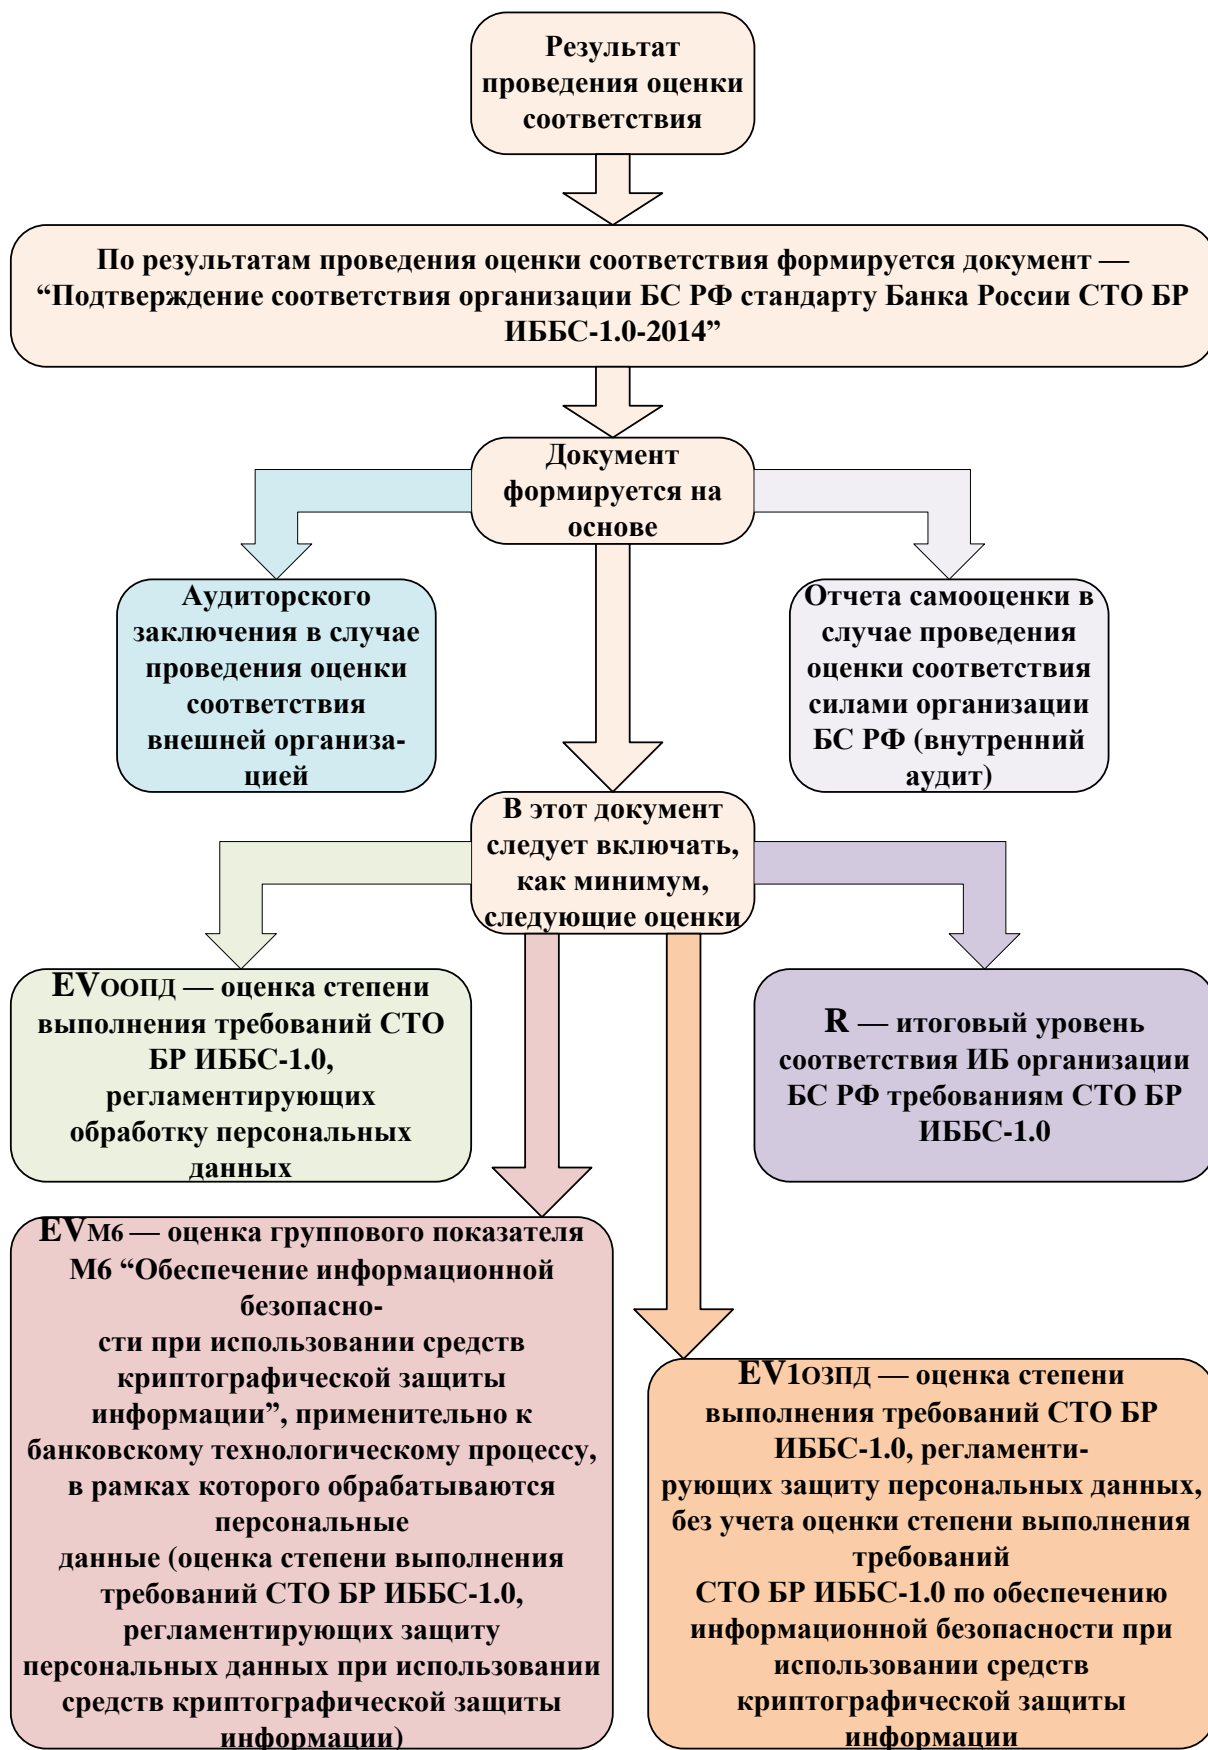 Результат
проведения оценки
соответствия
По результатам проведения оценки соответствия формируется документ —
“Подтверждение соответствия организации БС РФ стандарту Банка России СТО БР
ИББС-1.0-2014”
Документ
формируется на
основе
Аудиторского
заключения в случае
проведения оценки
соответствия
внешней организа-
цией
Отчета самооценки в
случае проведения
оценки соответствия
силами организации
БС РФ (внутренний
аудит)
В этот документ
следует включать,
как минимум,
следующие оценки
EVООПД — оценка степени
выполнения требований СТО
БР ИББС-1.0,
регламентирующих
обработку персональных
данных
R — итоговый уровень
соответствия ИБ организации
БС РФ требованиям СТО БР
ИББС-1.0
EVМ6 — оценка группового показателя
М6 “Обеспечение информационной
безопасно-
сти при использовании средств
криптографической защиты
информации”, применительно к
банковскому технологическому процессу,
в рамках которого обрабатываются
персональные
данные (оценка степени выполнения
требований СТО БР ИББС-1.0,
регламентирующих защиту
персональных данных при использовании
средств криптографической защиты
информации)
EV1ОЗПД — оценка степени
выполнения требований СТО БР
ИББС-1.0, регламенти-
рующих защиту персональных данных,
без учета оценки степени выполнения
требований
СТО БР ИББС-1.0 по обеспечению
информационной безопасности при
использовании средств
криптографической защиты
информации